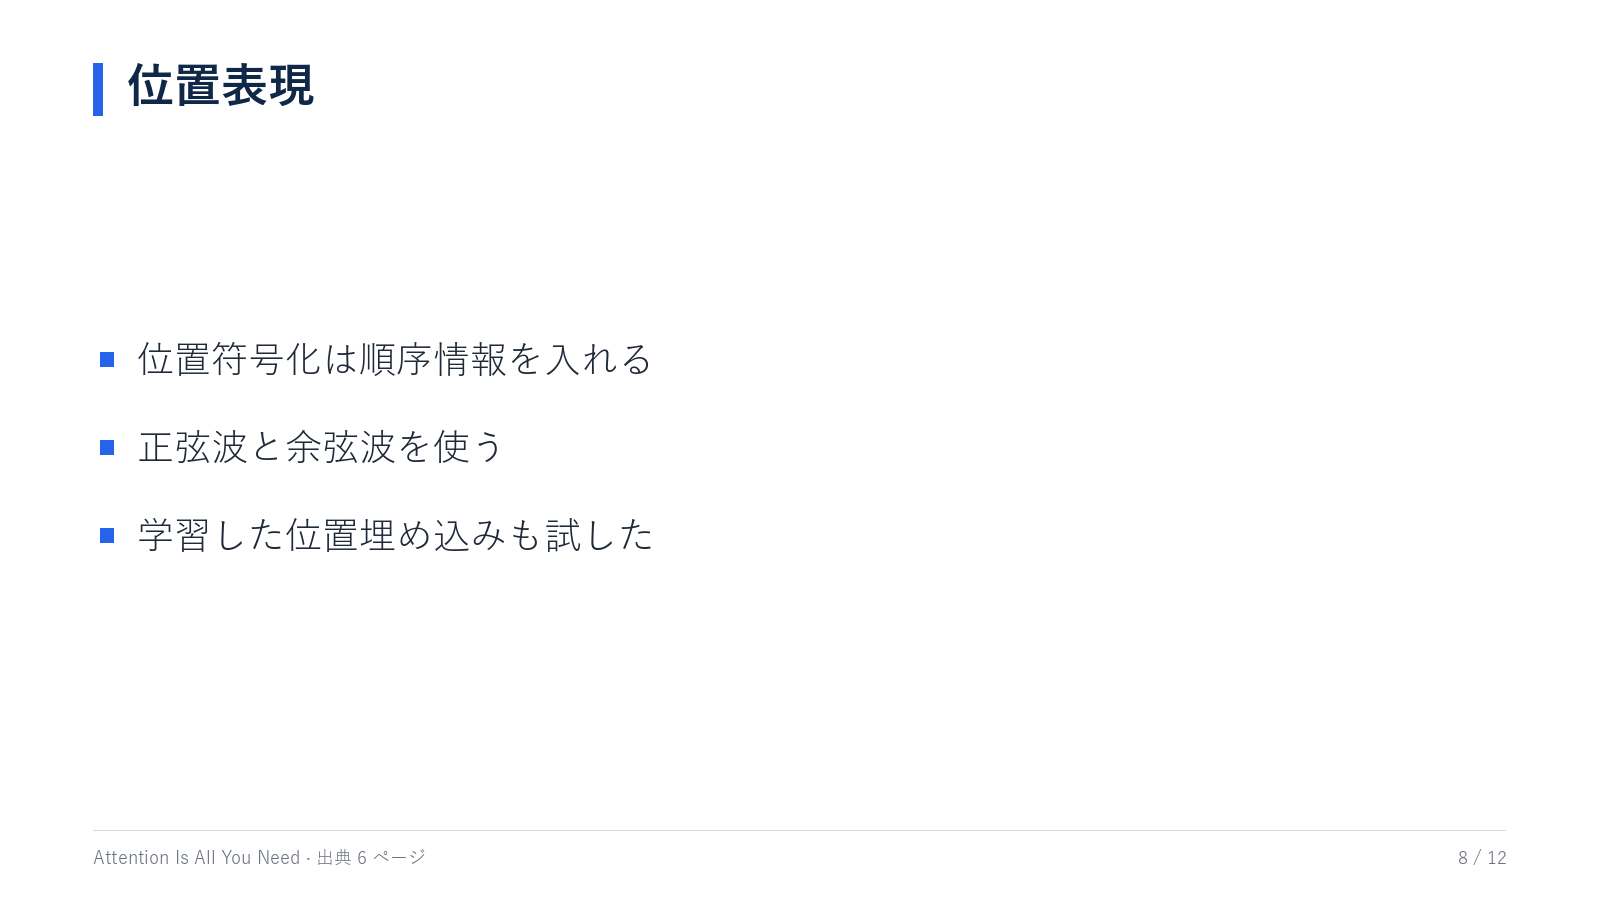 位置表現
位置符号化は順序情報を入れる
正弦波と余弦波を使う
学習した位置埋め込みも試した
Attention Is All You Need · 出典 6 ページ
8 / 12